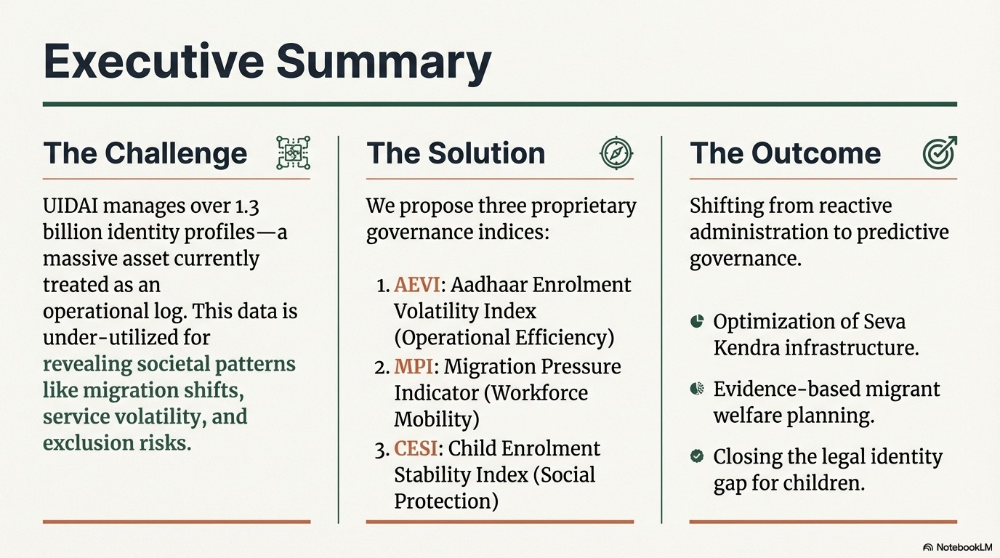 Executive Summary
The Challenge
UIDAI manages over 1.3
billion identity profiles—a
massive asset currently
treated as an
operational log. This data is
under-utilized for
revealing societal patterns
like migration shifts,
service volatility, and
exclusion risks.
The Solution
We propose three proprietary
governance indices:
1. AEVI: Aadhaar Enrolment
Volatility Index
(Operational Efficiency)
2. MPI: Migration Pressure
Indicator (Workforce
Mobility)
3. CESI: Child Enrolment
Stability Index (Social
Protection)
The Outcome
Shifting from reactive
administration to predictive
governance.
Optimization of Seva
Kendra infrastructure.
Evidence-based migrant
welfare planning.
Closing the legal identity
gap for children.
NotebookLM